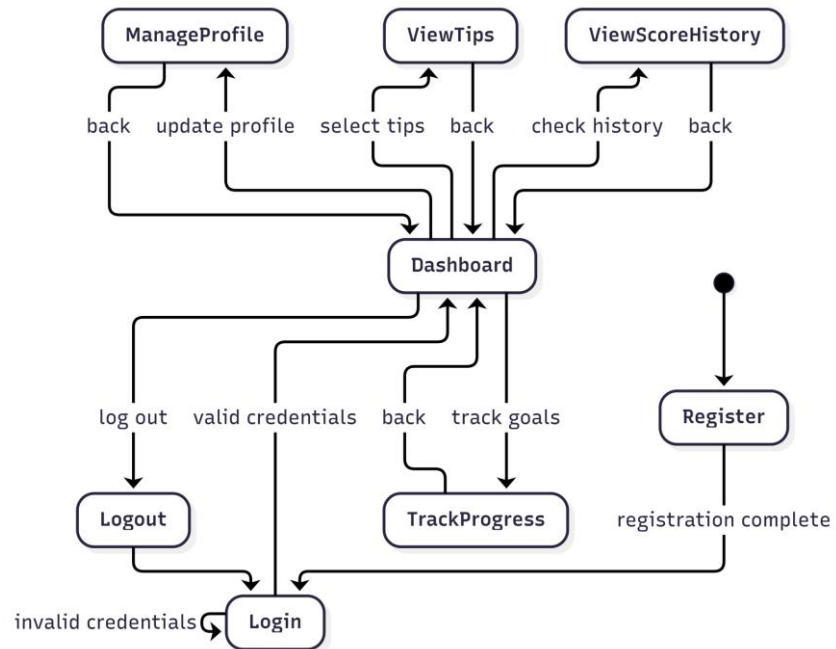 ManageProfile
ViewTips
ViewScoreHistory
back
update profile
select tips
back
check history
back
Dashboard
log out
valid credentials
back
track goals
Register
Logout
TrackProgress
registration complete
invalid credentials
Login